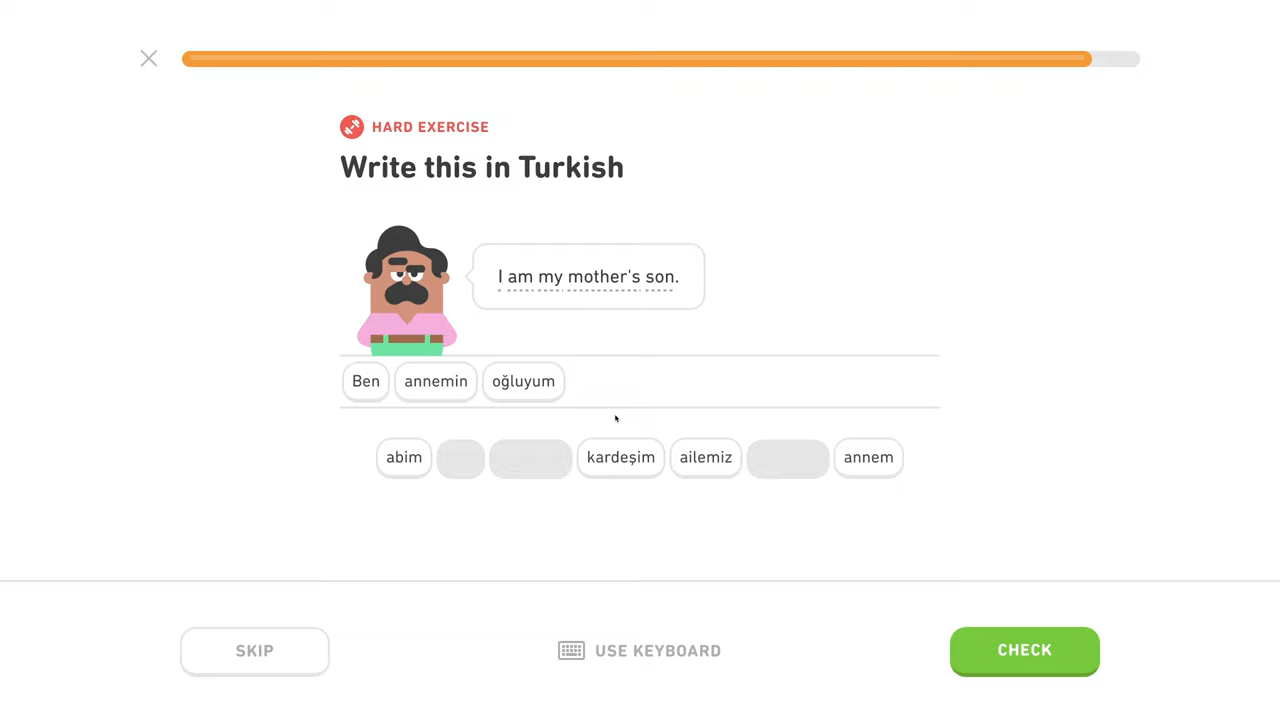 HARD EXERCISE
Write this in Turkish
I am my mother's son.
Ben annemin oğluyum
abim kardeşim ailemiz annem
SKIP USE KEYBOARD CHECK